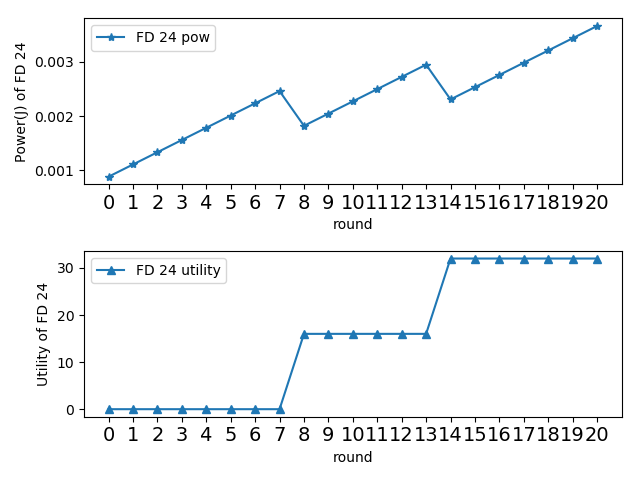 FD 24 pow
Power(J) of FD 24
0.003
0.002
0.001
0 1 2 3 4 5 6 7 8 9 10 11 12 13 14 15 16 17 18 19 20
round
FD 24 utility
Utility of FD 24
30
20
10
0
0 1 2 3 4 5 6 7 8 9 10 11 12 13 14 15 16 17 18 19 20
round